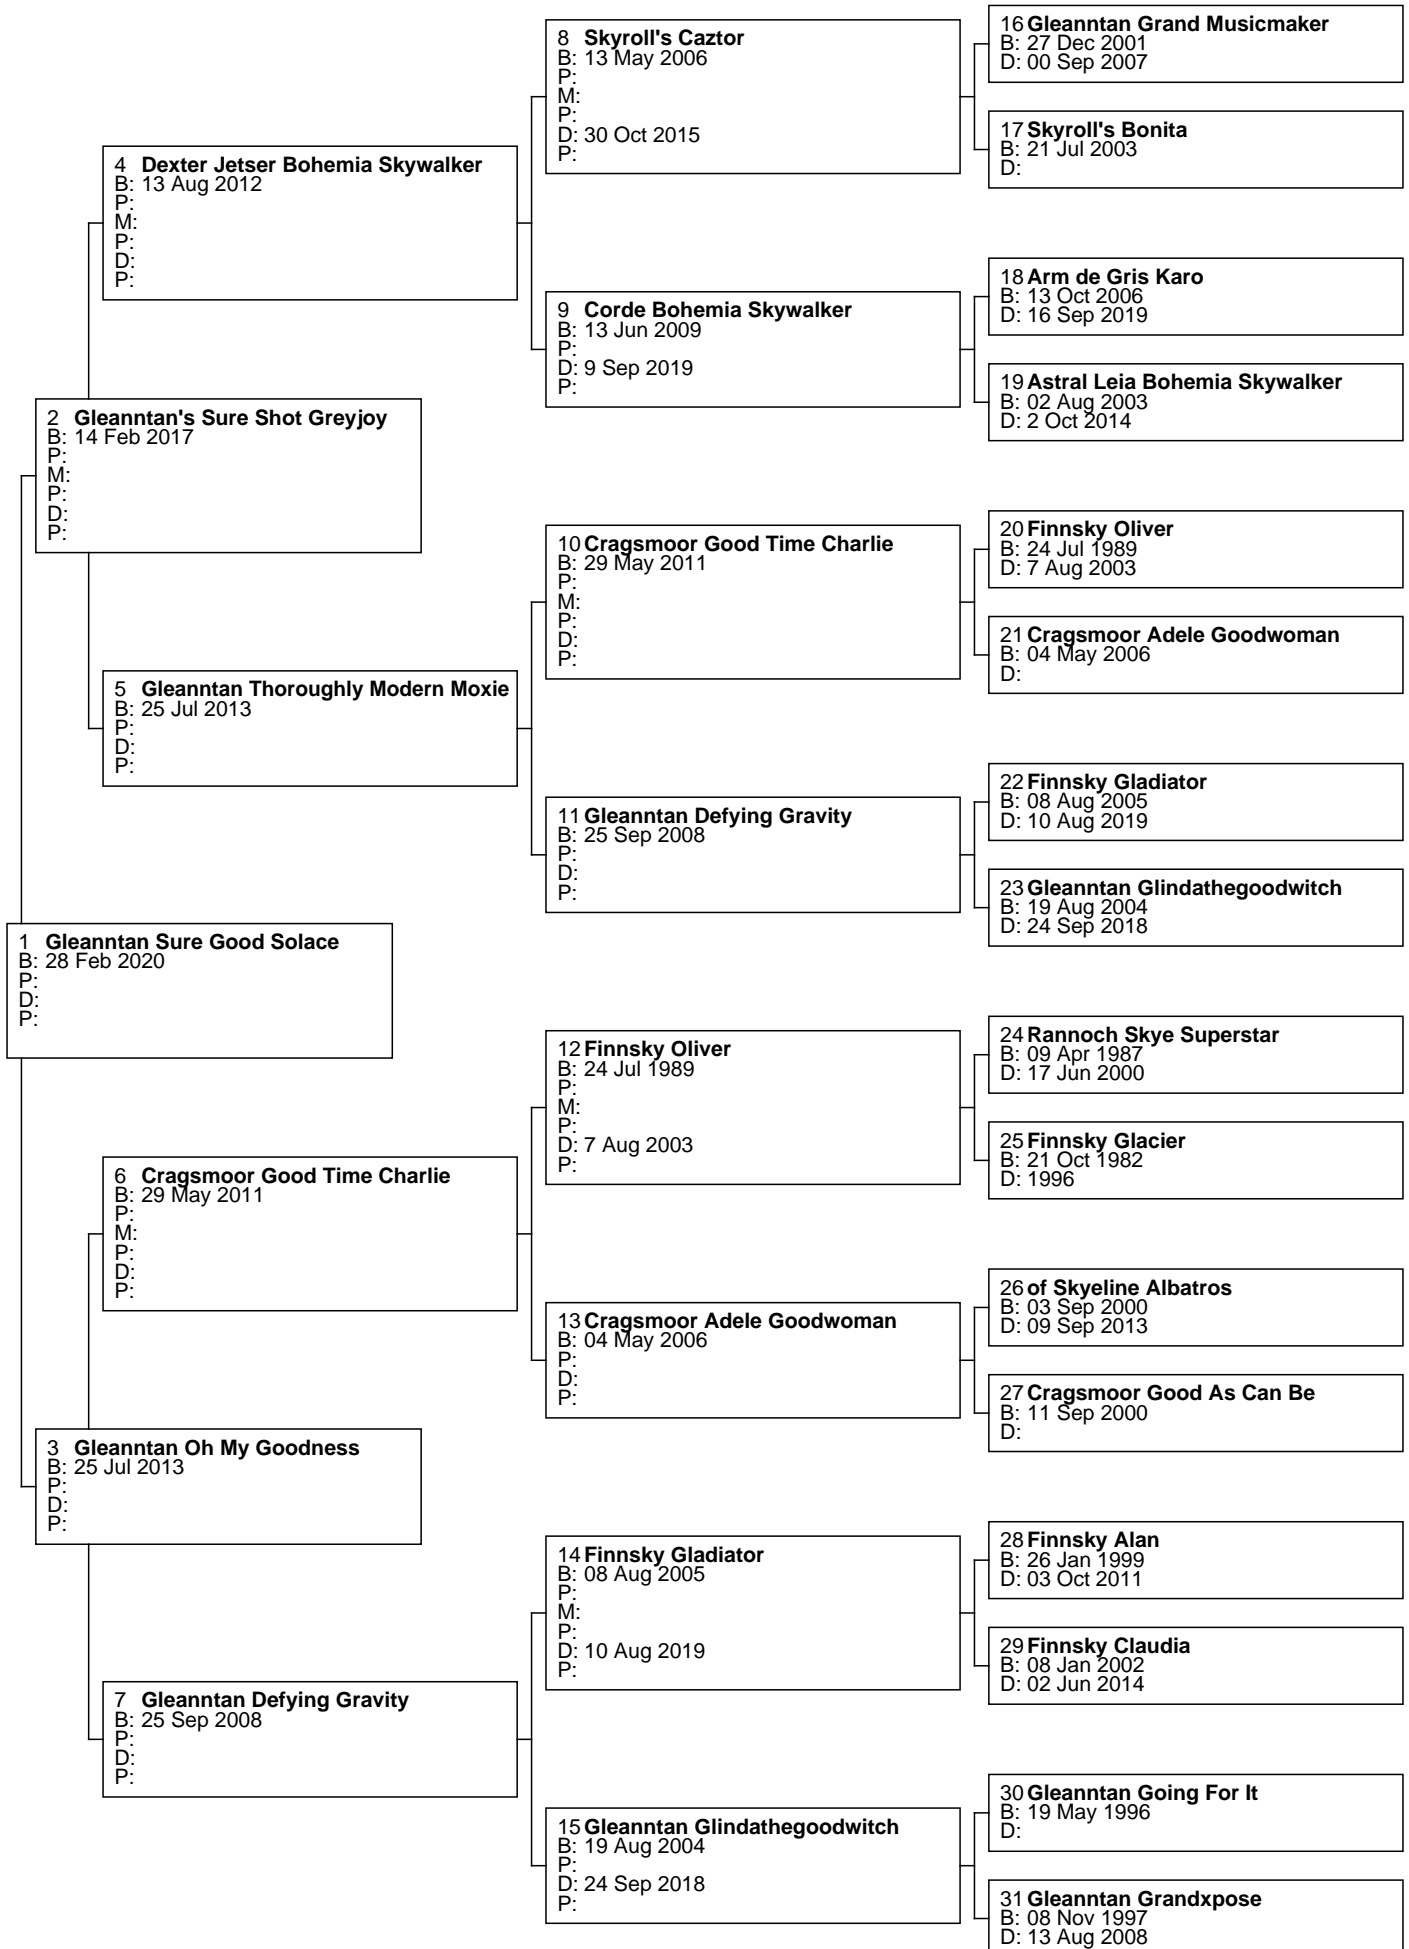 8 Skyroll's Caztor
B: 13 May 2006
P:
M:
P:
D: 30 Oct 2015
P:
16 Gleanntan Grand Musicmaker
B: 27 Dec 2001
D: 00 Sep 2007
17 Skyroll's Bonita
B: 21 Jul 2003
D:
4 Dexter Jetser Bohemia Skywalker
B: 13 Aug 2012
P:
M:
P:
D:
P:
18 Arm de Gris Karo
B: 13 Oct 2006
D: 16 Sep 2019
9 Corde Bohemia Skywalker
B: 13 Jun 2009
P:
D: 9 Sep 2019
P:
19 Astral Leia Bohemia Skywalker
B: 02 Aug 2003
D: 2 Oct 2014
2 Gleanntan's Sure Shot Greyjoy
B: 14 Feb 2017
P:
M:
P:
D:
P:
20 Finnsky Oliver
B: 24 Jul 1989
D: 7 Aug 2003
10 Cragsmoor Good Time Charlie
B: 29 May 2011
P:
M:
P:
D:
P:
21 Cragsmoor Adele Goodwoman
B: 04 May 2006
D:
5 Gleanntan Thoroughly Modern Moxie
B: 25 Jul 2013
P:
D:
P:
22 Finnsky Gladiator
B: 08 Aug 2005
D: 10 Aug 2019
11 Gleanntan Defying Gravity
B: 25 Sep 2008
P:
D:
P:
23 Gleanntan Glindathegoodwitch
B: 19 Aug 2004
D: 24 Sep 2018
1 Gleanntan Sure Good Solace
B: 28 Feb 2020
P:
D:
P:
24 Rannoch Skye Superstar
B: 09 Apr 1987
D: 17 Jun 2000
12 Finnsky Oliver
B: 24 Jul 1989
P:
M:
P:
D: 7 Aug 2003
P:
25 Finnsky Glacier
B: 21 Oct 1982
D: 1996
6 Cragsmoor Good Time Charlie
B: 29 May 2011
P:
M:
P:
D:
P:
26 of Skyeline Albatros
B: 03 Sep 2000
D: 09 Sep 2013
13 Cragsmoor Adele Goodwoman
B: 04 May 2006
P:
D:
P:
27 Cragsmoor Good As Can Be
B: 11 Sep 2000
D:
3 Gleanntan Oh My Goodness
B: 25 Jul 2013
P:
D:
P:
28 Finnsky Alan
B: 26 Jan 1999
D: 03 Oct 2011
14 Finnsky Gladiator
B: 08 Aug 2005
P:
M:
P:
D: 10 Aug 2019
P:
29 Finnsky Claudia
B: 08 Jan 2002
D: 02 Jun 2014
7 Gleanntan Defying Gravity
B: 25 Sep 2008
P:
D:
P:
30 Gleanntan Going For It
B: 19 May 1996
D:
15 Gleanntan Glindathegoodwitch
B: 19 Aug 2004
P:
D: 24 Sep 2018
P:
31 Gleanntan Grandxpose
B: 08 Nov 1997
D: 13 Aug 2008